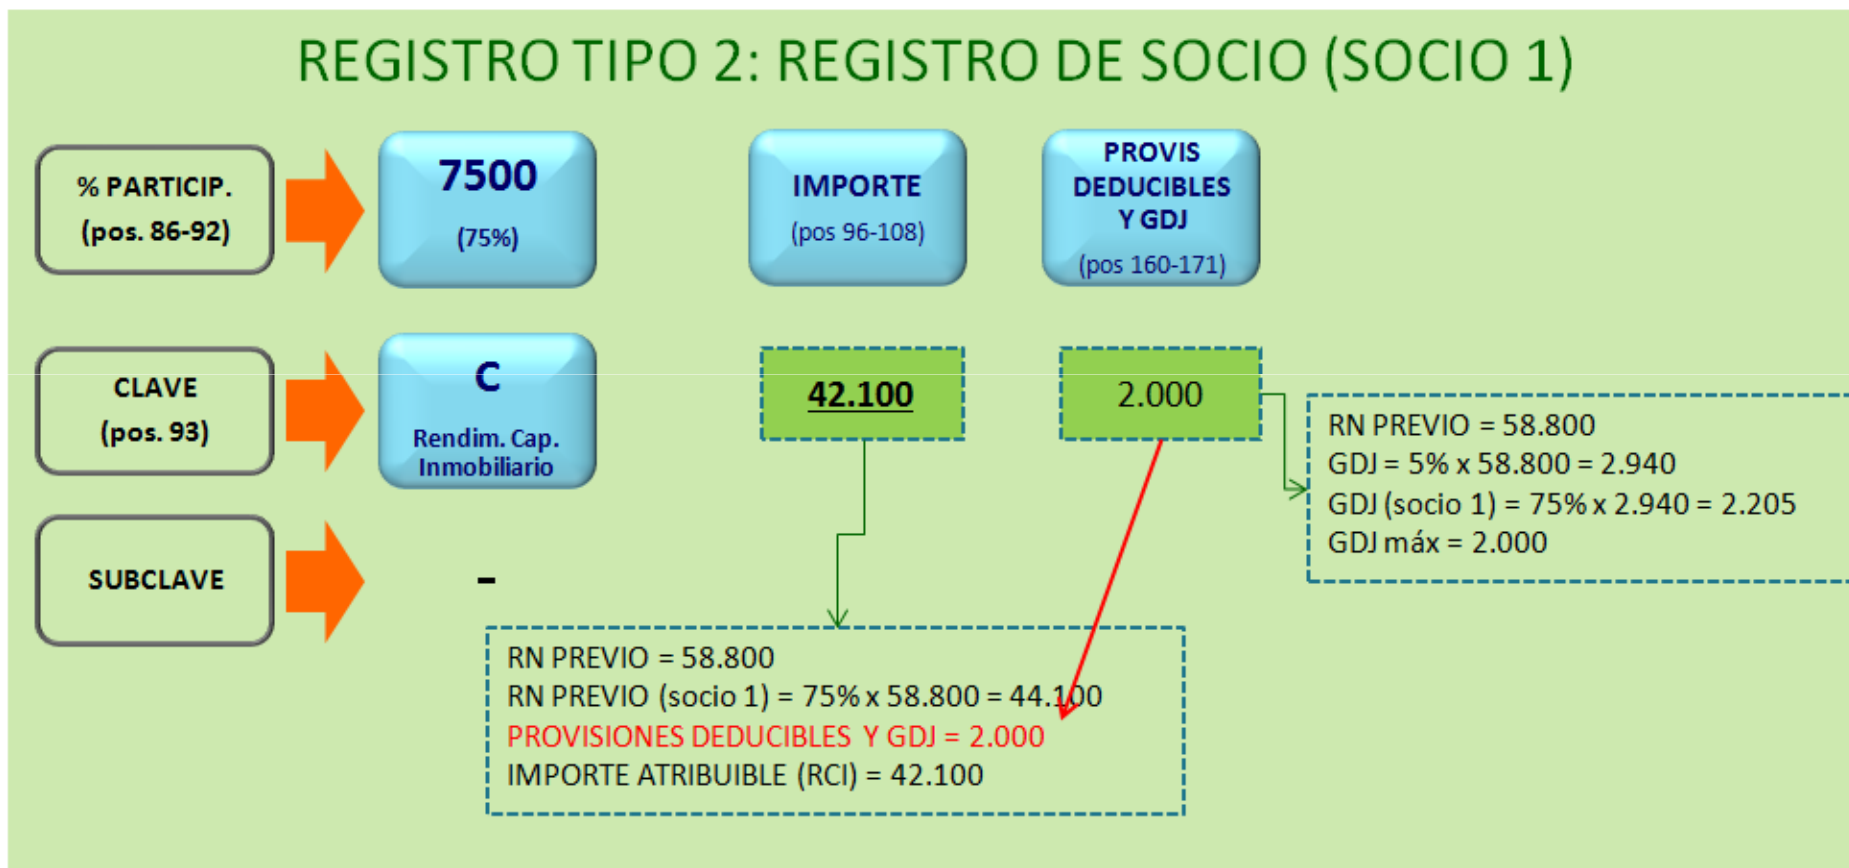 REGISTRO TIPO 2: REGISTRO DE SOCIO (SOCIO 1)
% PARTICIP.
(pos. 86-92)
7500
(75%)
IMPORTE
(pos 96-108)
PROVIS
DEDUCIBLES
Y GDJ
(pos 160-171)
CLAVE
(pos. 93)
C
Rendim. Cap.
Inmobiliario
42.100
2.000
RN PREVIO = 58.800
GDJ = 5% x 58.800 = 2.940
GDJ (socio 1) = 75% x 2.940 = 2.205
GDJ máx = 2.000
SUBCLAVE
-
RN PREVIO = 58.800
RN PREVIO (socio 1) = 75% x 58.800 = 44.100
PROVISIONES DEDUCIBLES Y GDJ = 2.000
IMPORTE ATRIBUIBLE (RCI) = 42.100